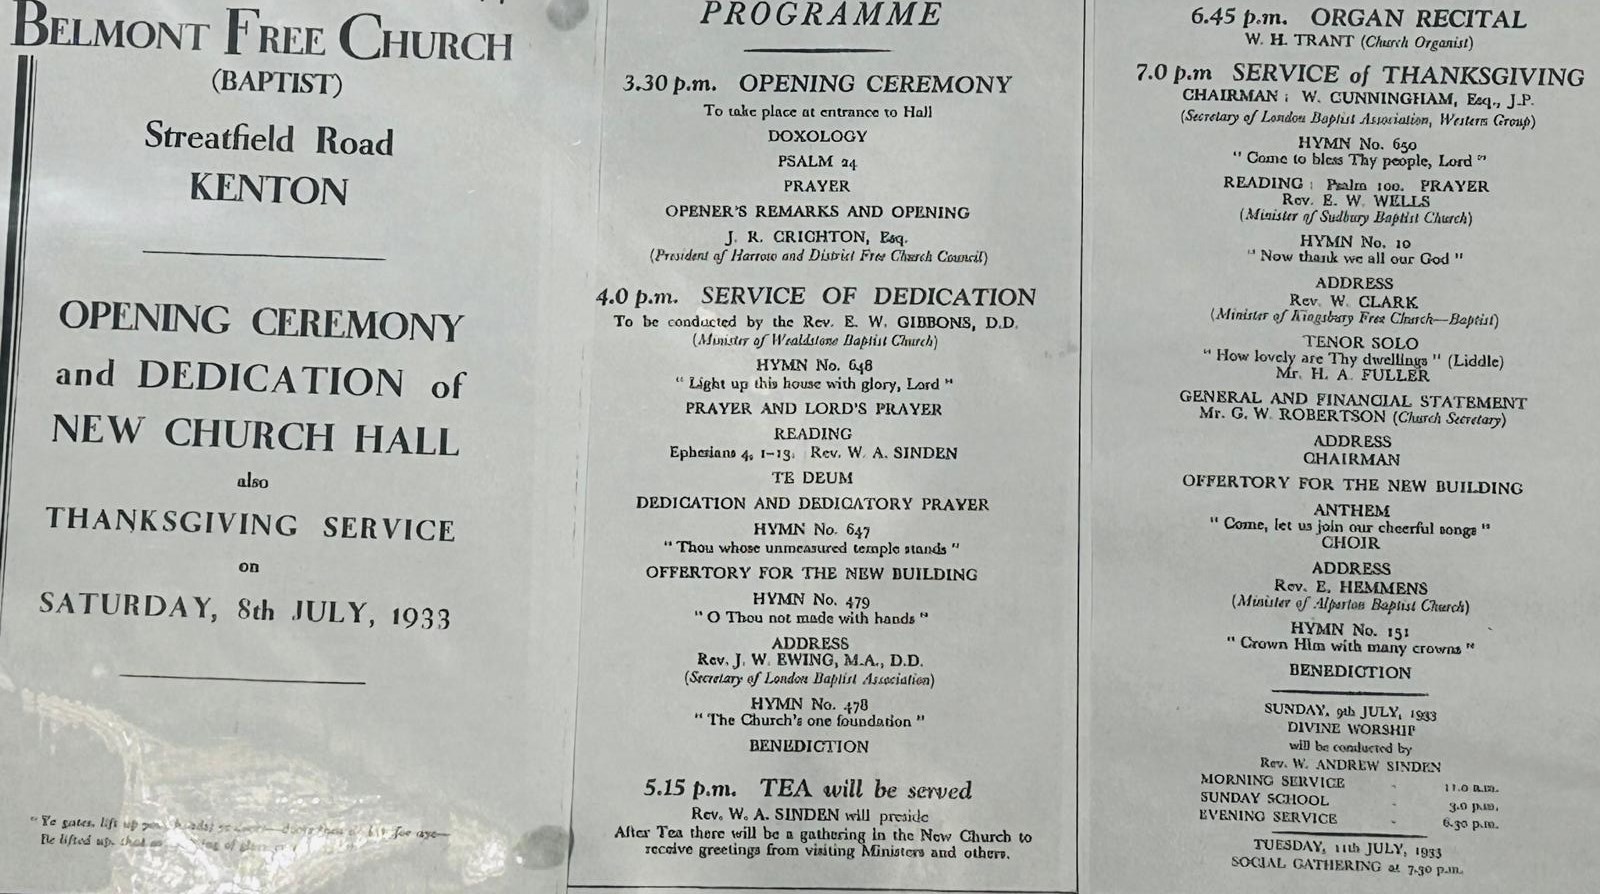 BELMONT FREE CHURCH
(BAPTIST)
Streatfield Road
KENTON
OPENING CEREMONY
and DEDICATION of
NEW CHURCH HALL
also
THANKSGIVING SERVICE
on
SATURDAY, 8th JULY, 1933
"Ye gates, lift up your heads; for aye—
Be lifted up, that
PROGRAMME
3.30 p.m. OPENING CEREMONY
To take place at entrance to Hall
DOXOLOGY
PSALM 24
PRAYER
OPENER'S REMARKS AND OPENING
J. R. CRIGHTON, Esq.
(President of Harrow and District Free Church Council)
4.0 p.m. SERVICE OF DEDICATION
To be conducted by the Rev. E. W. GIBBONS, D.D.
(Minister of Wealdstone Baptist Church)
HYMN No. 648
"Light up this house with glory, Lord"
PRAYER AND LORD'S PRAYER
READING
Ephesians 4, 1-13. Rev. W. A. SINDEN
TE DEUM
DEDICATION AND DEDICATORY PRAYER
HYMN No. 647
"Thou whose unmeasured temple stands"
OFFERTORY FOR THE NEW BUILDING
HYMN No. 479
"O Thou not made with hands"
ADDRESS
Rev. J. W. EWING, M.A., D.D.
(Secretary of London Baptist Association)
HYMN No. 478
"The Church's one foundation"
BENEDICTION
5.15 p.m. TEA will be served
Rev. W. A. SINDEN will preside
After Tea there will be a gathering in the New Church to
receive greetings from visiting Ministers and others.
6.45 p.m. ORGAN RECITAL
W. H. TRANT (Church Organist)
7.0 p.m SERVICE of THANKSGIVING
CHAIRMAN: W. CUNNINGHAM, Esq., J.P.
(Secretary of London Baptist Association, Western Group)
HYMN No. 650
"Come to bless Thy people, Lord"
READING: Psalm 100. PRAYER
Rev. E. W. WELLS
(Minister of Sudbury Baptist Church)
HYMN No. 10
"Now thank we all our God"
ADDRESS
Rev. W. CLARK
(Minister of Kingsbury Free Church—Baptist)
TENOR SOLO
"How lovely are Thy dwellings" (Liddle)
Mr. H. A. FULLER
GENERAL AND FINANCIAL STATEMENT
Mr. G. W. ROBERTSON (Church Secretary)
ADDRESS
CHAIRMAN
OFFERTORY FOR THE NEW BUILDING
ANTHEM
"Come, let us join our cheerful songs"
CHOIR
ADDRESS
Rev. E. HEMMENS
(Minister of Alperton Baptist Church)
HYMN No. 151
"Crown Him with many crowns"
BENEDICTION
SUNDAY, 9th JULY, 1933
DIVINE WORSHIP
will be conducted by
Rev. W. ANDREW SINDEN
MORNING SERVICE - 11.0 a.m.
SUNDAY SCHOOL - 3.0 p.m.
EVENING SERVICE - 6.30 p.m.
TUESDAY, 11th JULY, 1933
SOCIAL GATHERING at 7.30 p.m.